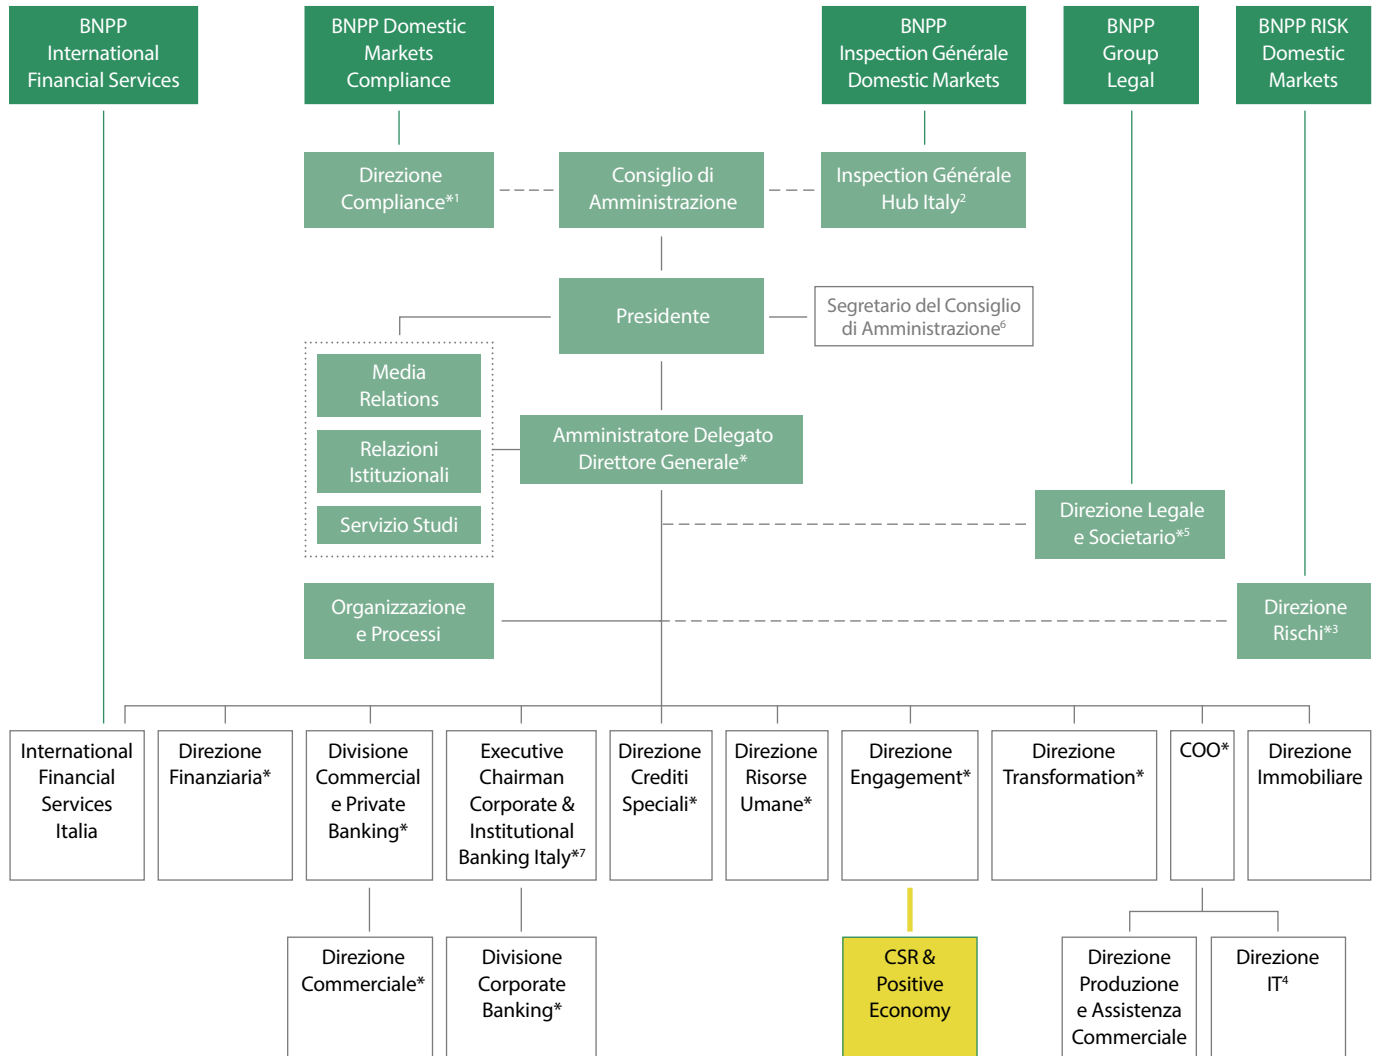 BNPP
International
Financial Services
BNPP Domestic
Markets
Compliance
BNPP
Inspection Générale
Domestic Markets
BNPP
Group
Legal
BNPP RISK
Domestic
Markets
Direzione
Compliance*1
Consiglio di
Amministrazione
Inspection Générale
Hub Italy2
Presidente
Segretario del Consiglio
di Amministrazione6
Media
Relations
Relazioni
Istituzionali
Servizio Studi
Amministratore Delegato
Direttore Generale*
Direzione Legale
e Societario*5
Organizzazione
e Processi
Direzione
Rischi*3
International
Financial
Services
Italia
Direzione
Finanziaria*
Divisione
Commercial
e Private
Banking*
Executive
Chairman
Corporate &
Institutional
Banking Italy*7
Direzione
Crediti
Speciali*
Direzione
Risorse
Umane*
Direzione
Engagement*
Direzione
Transformation*
COO*
Direzione
Immobiliare
Direzione
Commerciale*
Divisione
Corporate
Banking*
CSR &
Positive
Economy
Direzione
Produzione
e Assistenza
Commerciale
Direzione
IT4